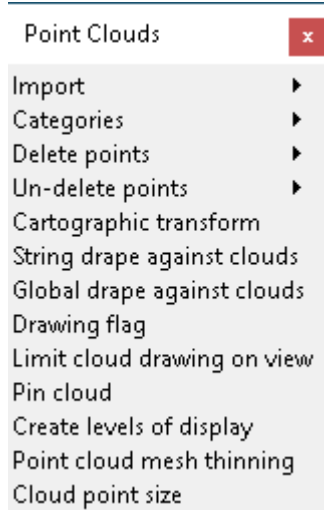 Point Clouds
x
Import
Categories
Delete points
Un-delete points
Cartographic transform
String drape against clouds
Global drape against clouds
Drawing flag
Limit cloud drawing on view
Pin cloud
Create levels of display
Point cloud mesh thinning
Cloud point size